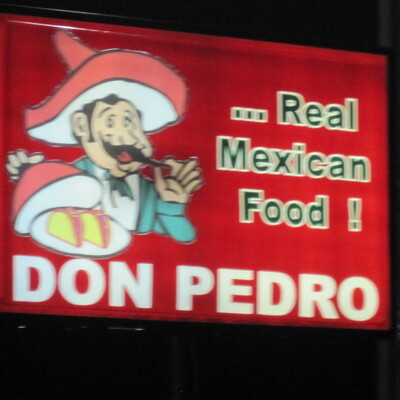 ... Real
Mexican
Food !
DON PEDRO